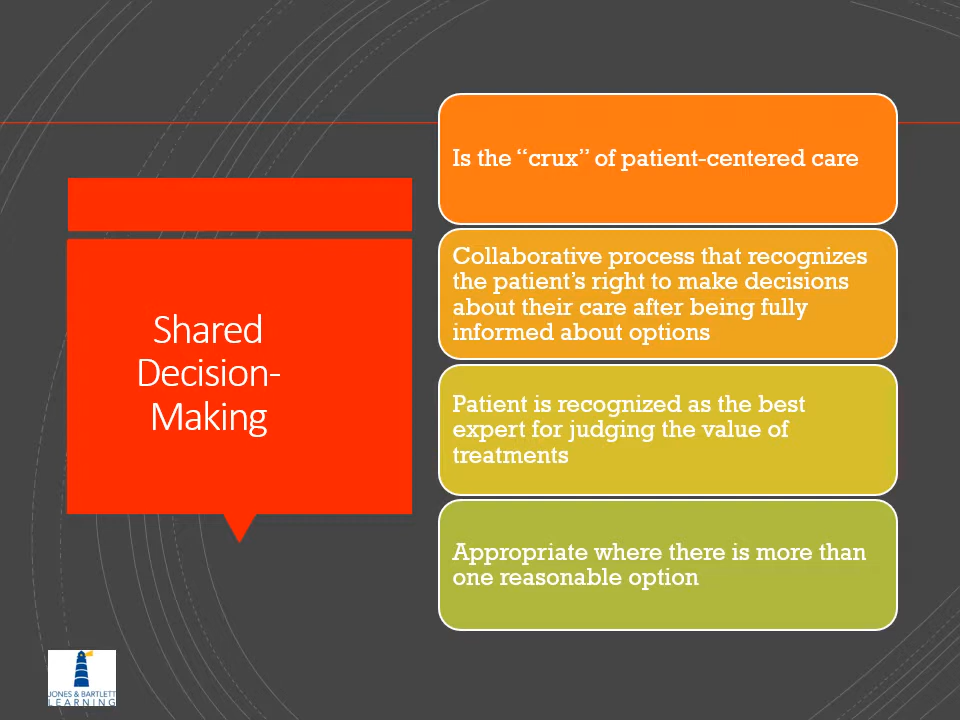 Shared
Decision-
Making
Is the “crux” of patient-centered care
Collaborative process that recognizes
the patient’s right to make decisions
about their care after being fully
informed about options
Patient is recognized as the best
expert for judging the value of
treatments
Appropriate where there is more than
one reasonable option
JONES & BARTLETT
LEARNING